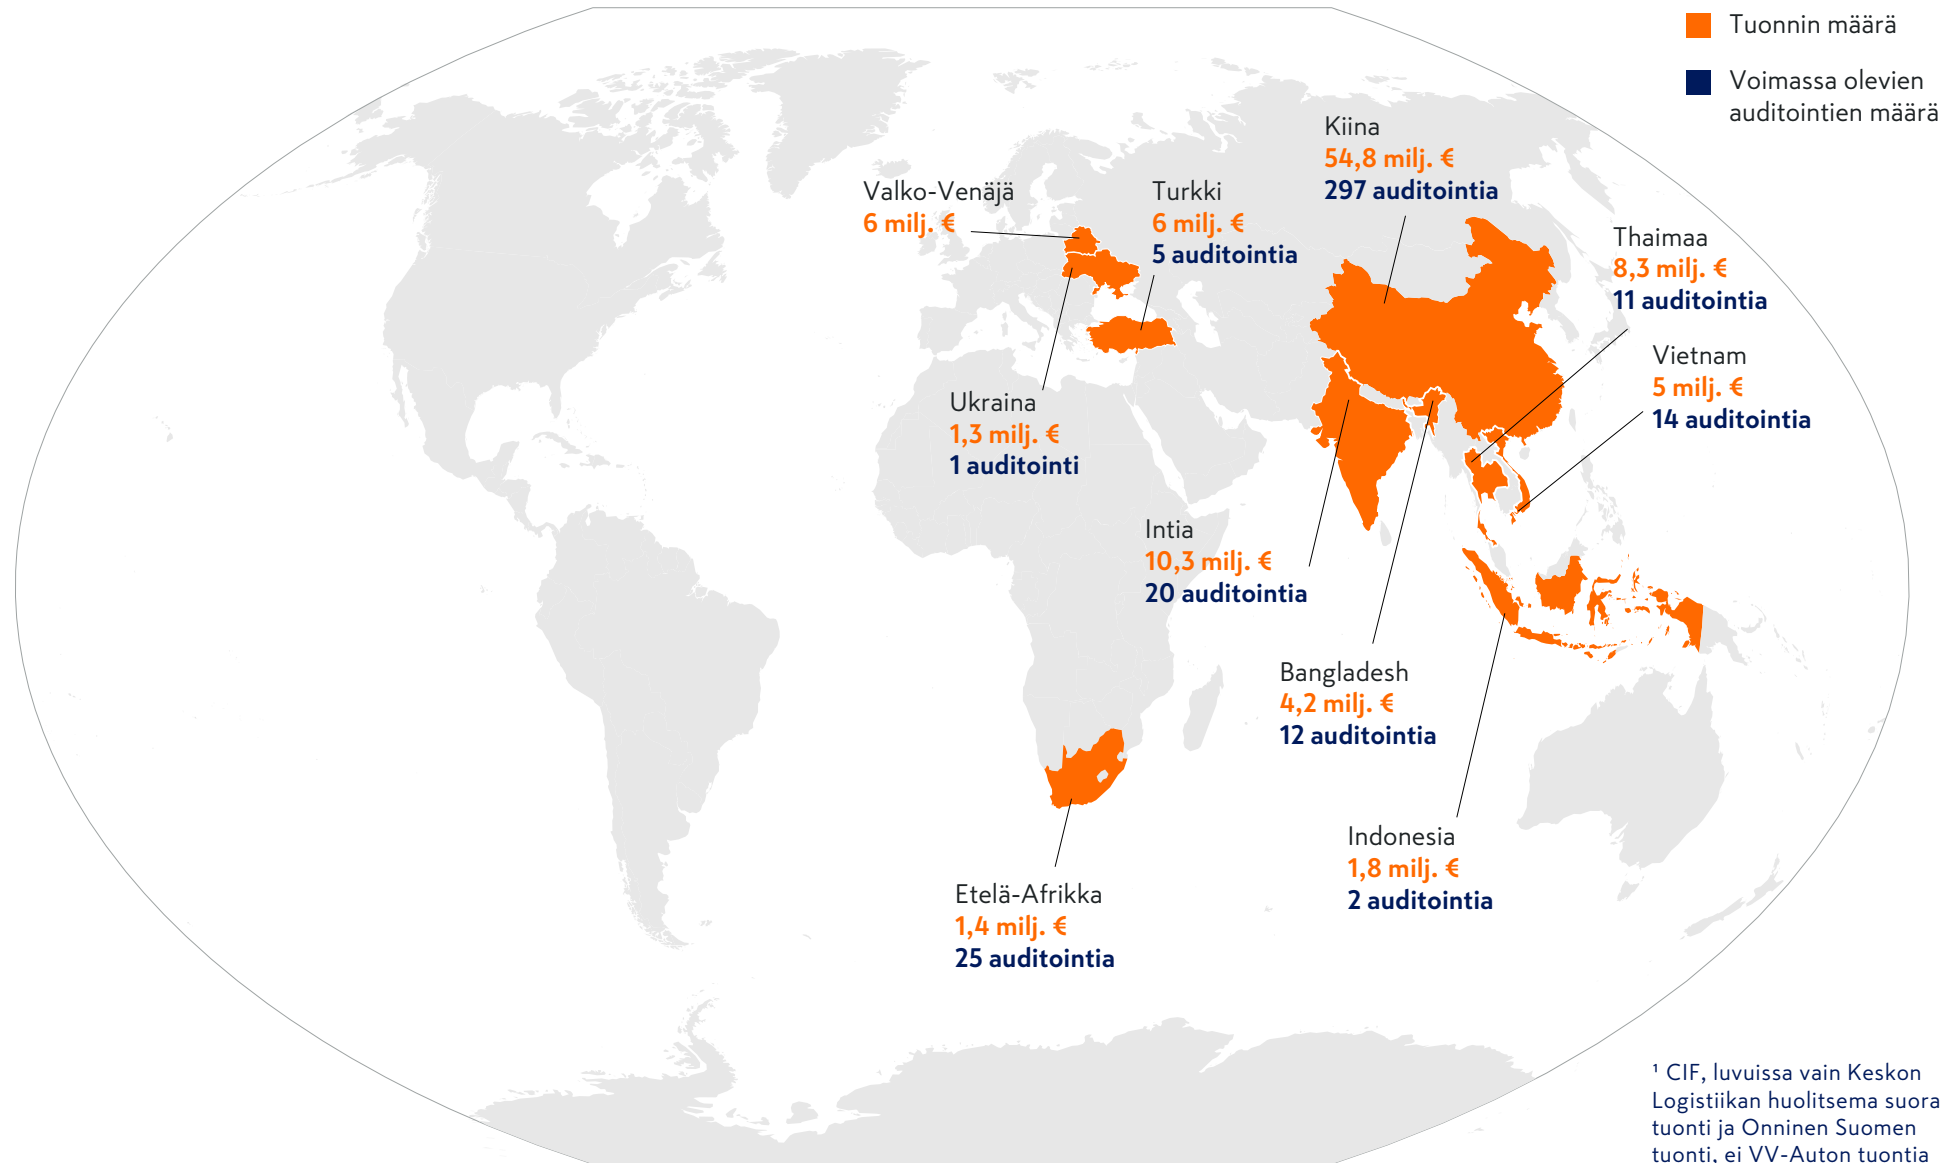 Tuonnin määrä
Voimassa olevien
auditointien määrä
Kiina
54,8 milj. €
297 auditointia
Valko-Venäjä
6 milj. €
Turkki
6 milj. €
5 auditointia
Thaimaa
8,3 milj. €
11 auditointia
Vietnam
5 milj. €
14 auditointia
Ukraina
1,3 milj. €
1 auditointi
Intia
10,3 milj. €
20 auditointia
Bangladesh
4,2 milj. €
12 auditointia
Indonesia
1,8 milj. €
2 auditointia
Etelä-Afrikka
1,4 milj. €
25 auditointia
¹ CIF, luvuissa vain Keskon
Logistiikan huolitsema suora
tuonti ja Onninen Suomen
tuonti, ei VV-Auton tuontia